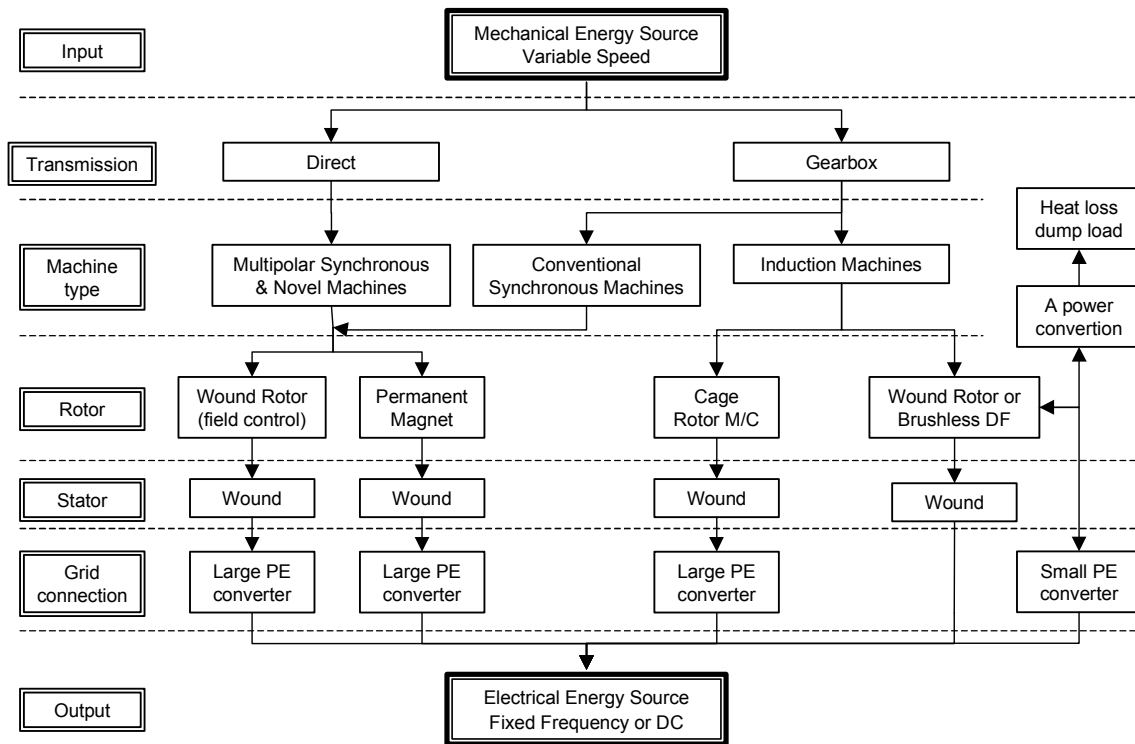 Input
Mechanical Energy Source
Variable Speed
Transmission
Direct
Gearbox
Heat loss
dump load
Machine
type
Multipolar Synchronous
& Novel Machines
Conventional
Synchronous Machines
Induction Machines
A power
convertion
Rotor
Wound Rotor
(field control)
Permanent
Magnet
Cage
Rotor M/C
Wound Rotor or
Brushless DF
Stator
Wound
Wound
Wound
Wound
Grid
connection
Large PE
converter
Large PE
converter
Large PE
converter
Small PE
converter
Output
Electrical Energy Source
Fixed Frequency or DC